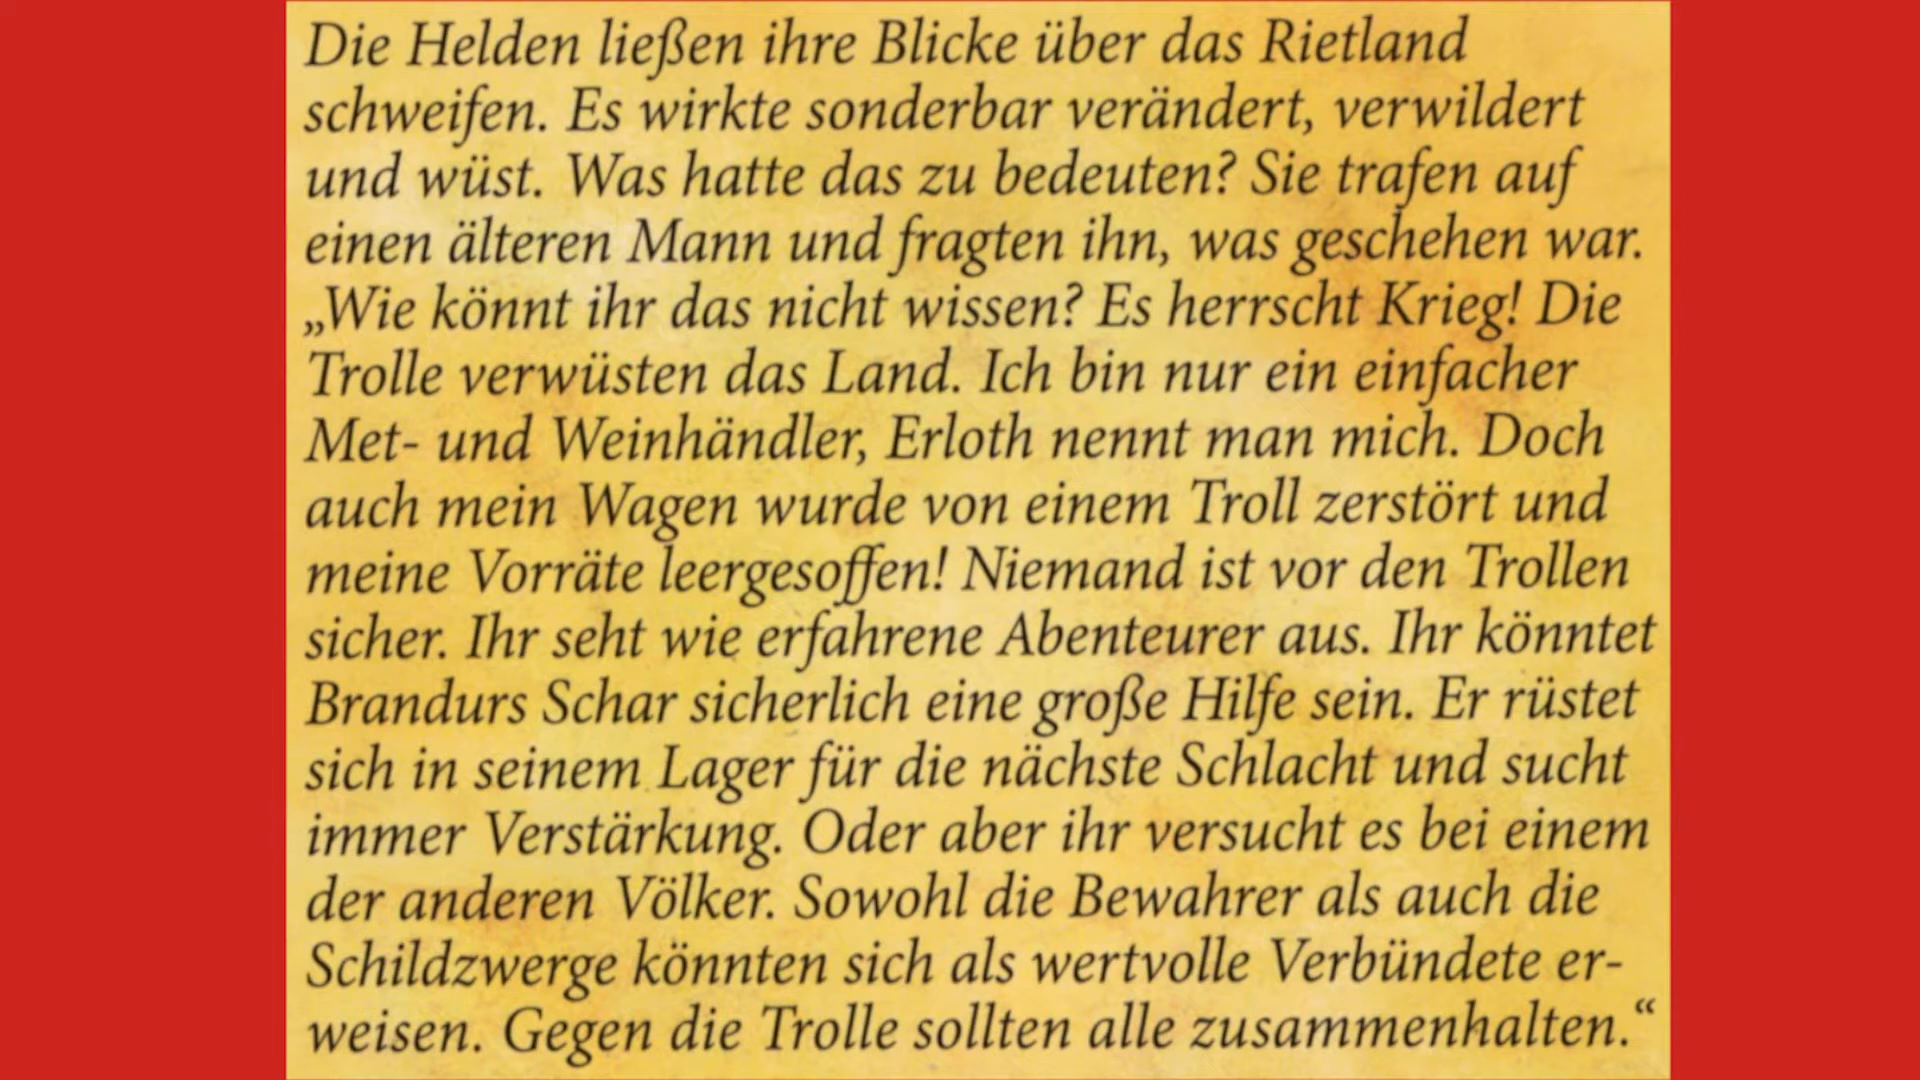 Die Helden ließen ihre Blicke über das Rietland
schweifen. Es wirkte sonderbar verändert, verwildert
und wüst. Was hatte das zu bedeuten? Sie trafen auf
einen älteren Mann und fragten ihn, was geschehen war.
„Wie könnt ihr das nicht wissen? Es herrscht Krieg! Die
Trolle verwüsten das Land. Ich bin nur ein einfacher
Met- und Weinhändler, Erloth nennt man mich. Doch
auch mein Wagen wurde von einem Troll zerstört und
meine Vorräte leergesoffen! Niemand ist vor den Trollen
sicher. Ihr seht wie erfahrene Abenteurer aus. Ihr könntet
Brandurs Schar sicherlich eine große Hilfe sein. Er rüstet
sich in seinem Lager für die nächste Schlacht und sucht
immer Verstärkung. Oder aber ihr versucht es bei einem
der anderen Völker. Sowohl die Bewahrer als auch die
Schildzwerge könnten sich als wertvolle Verbündete er-
weisen. Gegen die Trolle sollten alle zusammenhalten.“